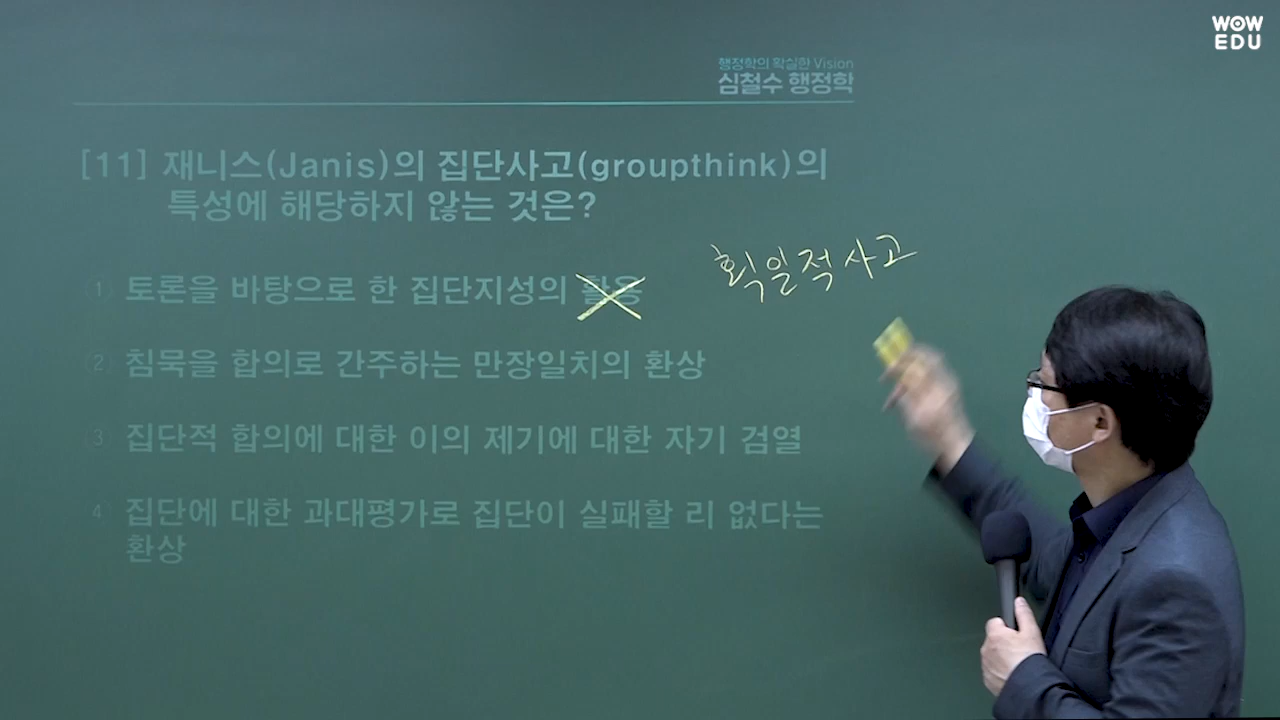 WOW
EDU
행정학의 확실한 Vision
심철수 행정학
[11] 재니스(Janis)의 집단사고(groupthink)의
특성에 해당하지 않는 것은?
① 토론을 바탕으로 한 집단지성의 활용
획일적사고
② 침묵을 합의로 간주하는 만장일치의 환상
③ 집단적 합의에 대한 이의 제기에 대한 자기 검열
④ 집단에 대한 과대평가로 집단이 실패할 리 없다는
환상